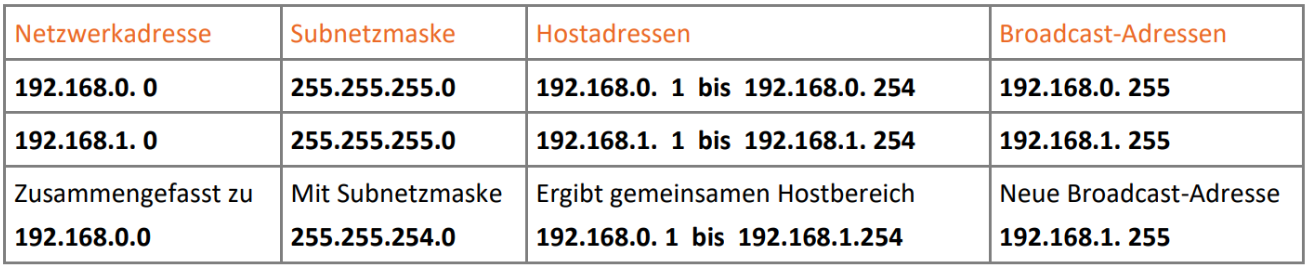 Netzwerkadresse Subnetzmaske Hostadressen Broadcast-Adressen
192.168.0. 0 255.255.255.0 192.168.0. 1 bis 192.168.0. 254 192.168.0. 255
192.168.1. 0 255.255.255.0 192.168.1. 1 bis 192.168.1. 254 192.168.1. 255
Zusammengefasst zu Mit Subnetzmaske Ergibt gemeinsamen Hostbereich Neue Broadcast-Adresse
192.168.0.0 255.255.254.0 192.168.0. 1 bis 192.168.1.254 192.168.1. 255